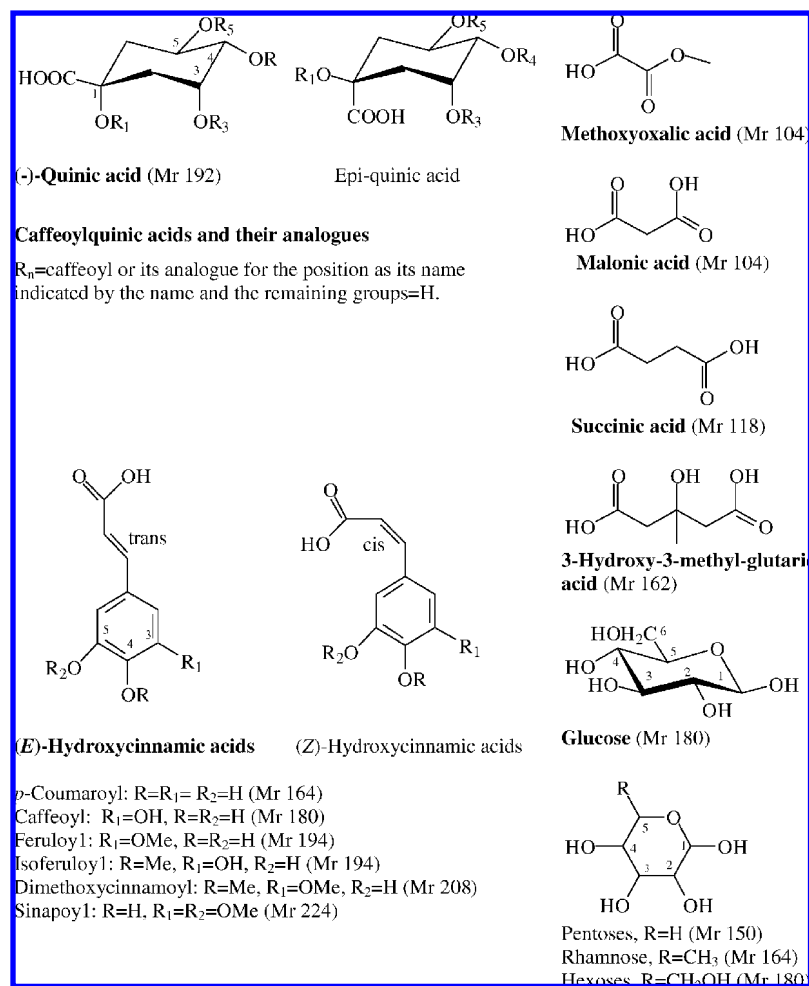 OR5
5
4
OR
3
HOOC
1
OR1
OR3
(-)-Quinic acid (Mr 192)
OR5
OR4
R1O
COOH
OR3
Epi-quinic acid
Caffeoylquinic acids and their analogues
Rn=caffeoyl or its analogue for the position as its name
indicated by the name and the remaining groups=H.
O
HO
O
O
Methoxyoxalic acid (Mr 104)
O
OH
HO
O
Malonic acid (Mr 104)
O
OH
HO
O
Succinic acid (Mr 118)
O
OH
OH
HO
O
3-Hydroxy-3-methyl-glutaric
acid (Mr 162)
O
OH
trans
5
3
4
R2O
R1
OR
(E)-Hydroxycinnamic acids
O
HO
cis
R2O
R1
OR
(Z)-Hydroxycinnamic acids
p-Coumaroyl: R=R1= R2=H (Mr 164)
Caffeoyl: R1=OH, R=R2=H (Mr 180)
Feruloy1: R1=OMe, R=R2=H (Mr 194)
Isoferuloy1: R=Me, R1=OH, R2=H (Mr 194)
Dimethoxycinnamoyl: R=Me, R1=OMe, R2=H (Mr 208)
Sinapoy1: R=H, R1=R2=OMe (Mr 224)
HOH2C
6
5
O
4
HO
HO
3
2
1
OH
OH
Glucose (Mr 180)
R
5
O
HO
4
1
OH
3
2
HO
OH
Pentoses, R=H (Mr 150)
Rhamnose, R=CH3 (Mr 164)
Hexoses, R=CH2OH (Mr 180)